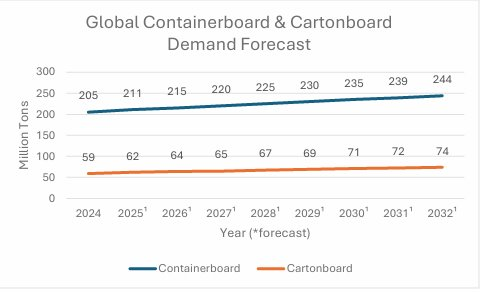 Global Containerboard & Cartonboard
Demand Forecast
Million Tons
300
250
200
150
100
50
0
205 211 215 220 225 230 235 239 244
59 62 64 65 67 69 71 72 74
2024 2025¹ 2026¹ 2027¹ 2028¹ 2029¹ 2030¹ 2031¹ 2032¹
Year (*forecast)
Containerboard Cartonboard